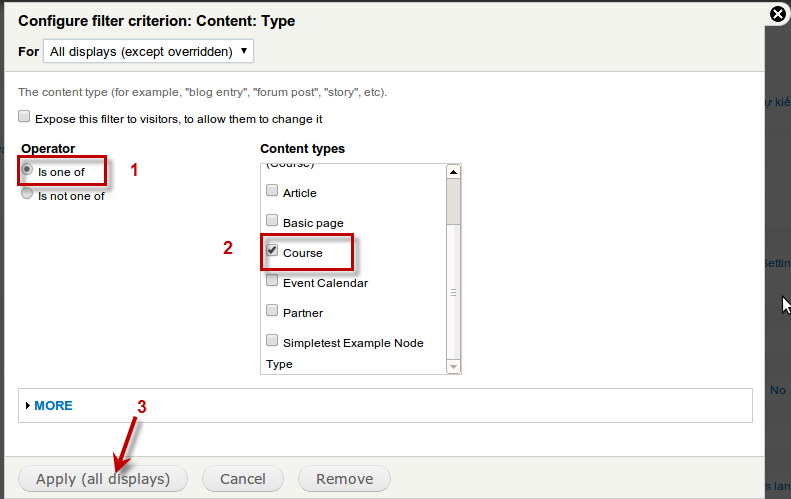 Configure filter criterion: Content: Type
For All displays (except overridden)
The content type (for example, "blog entry", "forum post", "story", etc).
Expose this filter to visitors, to allow them to change it
Operator
Is one of
1
Is not one of
Content types
(Course)
Article
Basic page
2
Course
Event Calendar
Partner
Simpletest Example Node
Type
MORE
3
Apply (all displays)
Cancel
Remove
No